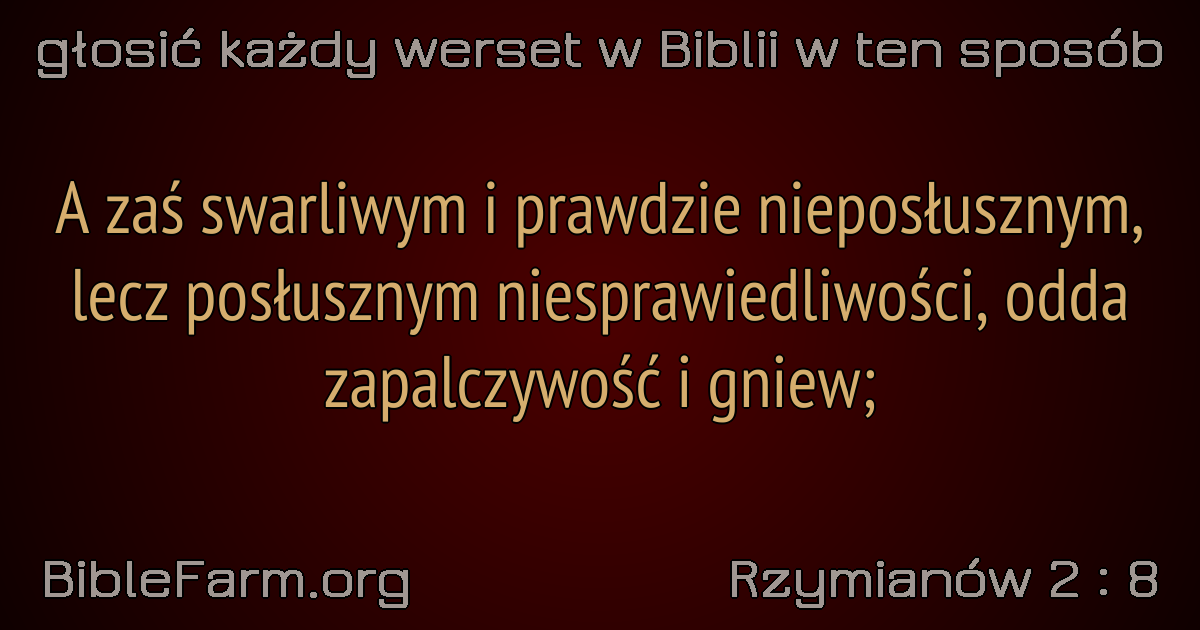 głosić każdy werset w Biblii w ten sposób
A zaś swarliwym i prawdzie nieposłusznym,
lecz posłusznym niesprawiedliwości, odda
zapalczywość i gniew;
BibleFarm.org
Rzymianów 2 : 8